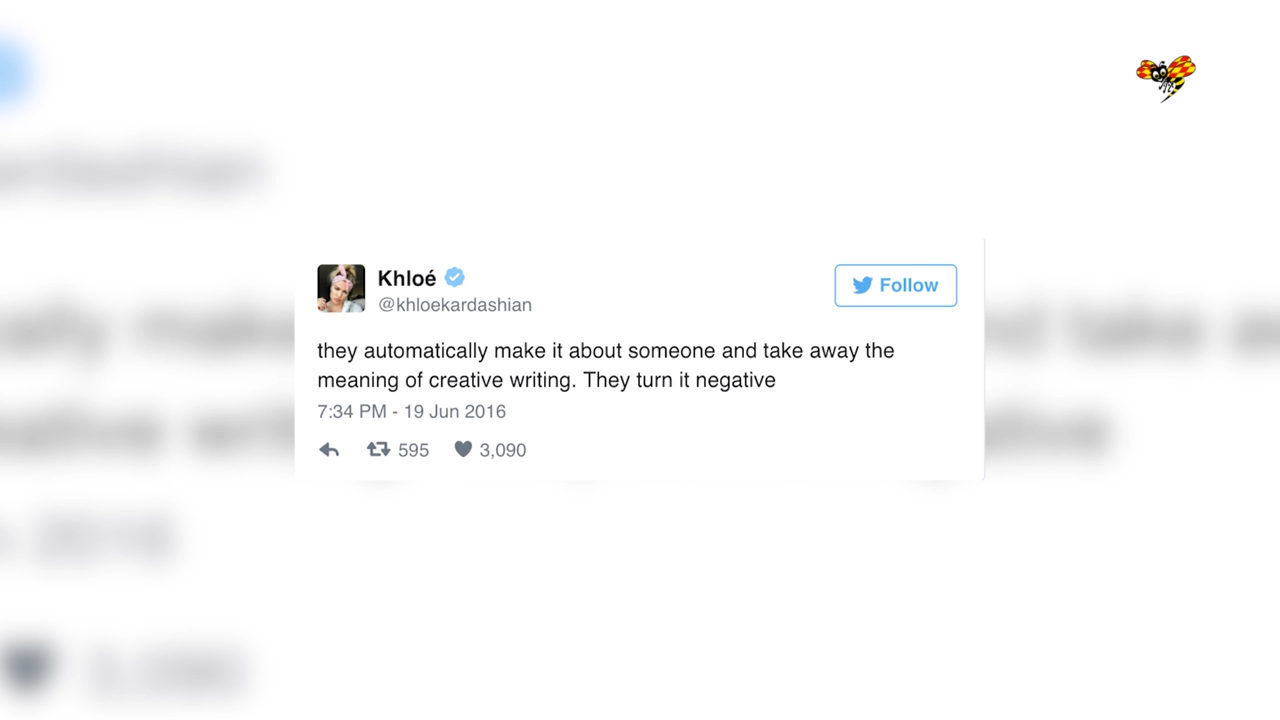 Khloé
@khloekardashian
Follow
they automatically make it about someone and take away the
meaning of creative writing. They turn it negative
7:34 PM - 19 Jun 2016
595 3,090